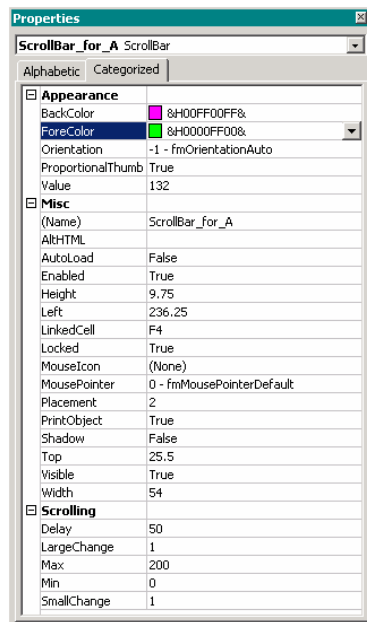 Properties
ScrollBar_for_A ScrollBar
Alphabetic Categorized
Appearance
BackColor &H00FF00FF&
ForeColor &H0000FF00&
Orientation -1 - fmOrientationAuto
ProportionalThumb True
Value 132
Misc
(Name) ScrollBar_for_A
AltHTML
AutoLoad False
Enabled True
Height 9.75
Left 236.25
LinkedCell F4
Locked True
MouseIcon (None)
MousePointer 0 - fmMousePointerDefault
Placement 2
PrintObject True
Shadow False
Top 25.5
Visible True
Width 54
Scrolling
Delay 50
LargeChange 1
Max 200
Min 0
SmallChange 1